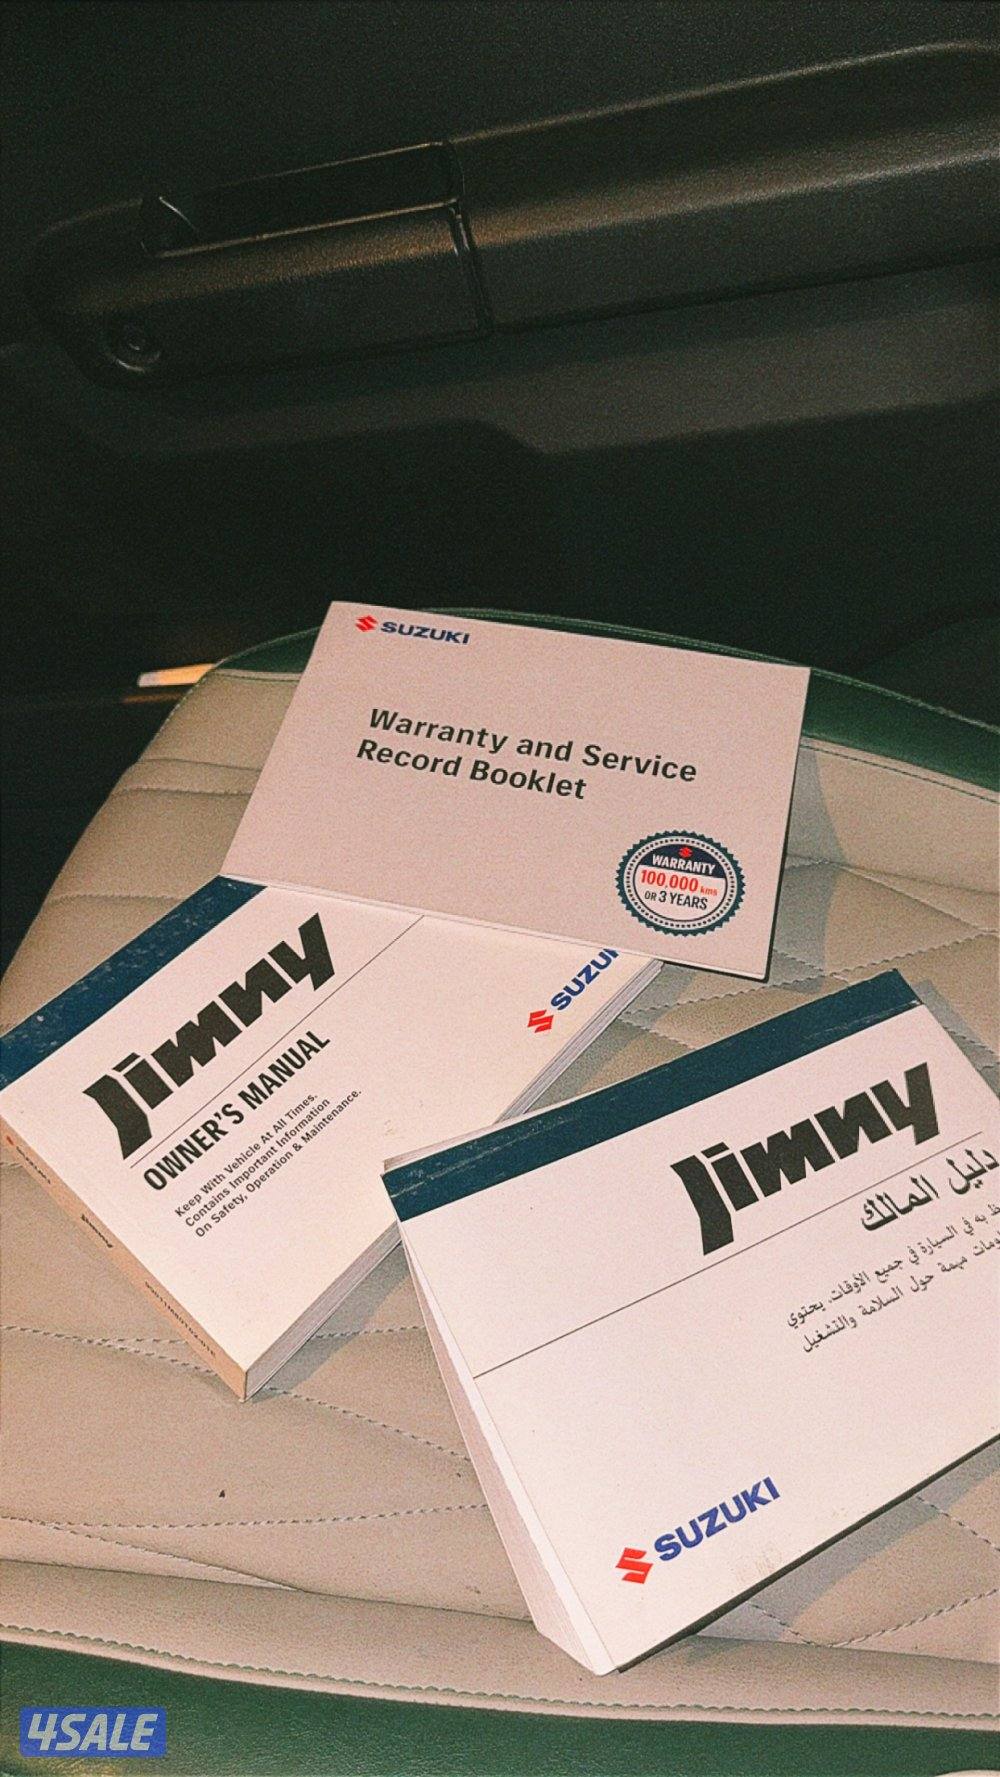 SUZUKI
Warranty and Service
Record Booklet
WARRANTY
100,000 kms
OR 3 YEARS
Jimny
OWNER'S MANUAL
Keep With Vehicle At All Times.
Contains Important Information
On Safety, Operation & Maintenance.
SUZUKI
Jimny
دليل المالك
به في السيارة في جميع الأوقات. يحتوي
مهمة حول السلامة والتشغيل
SUZUKI
4SALE